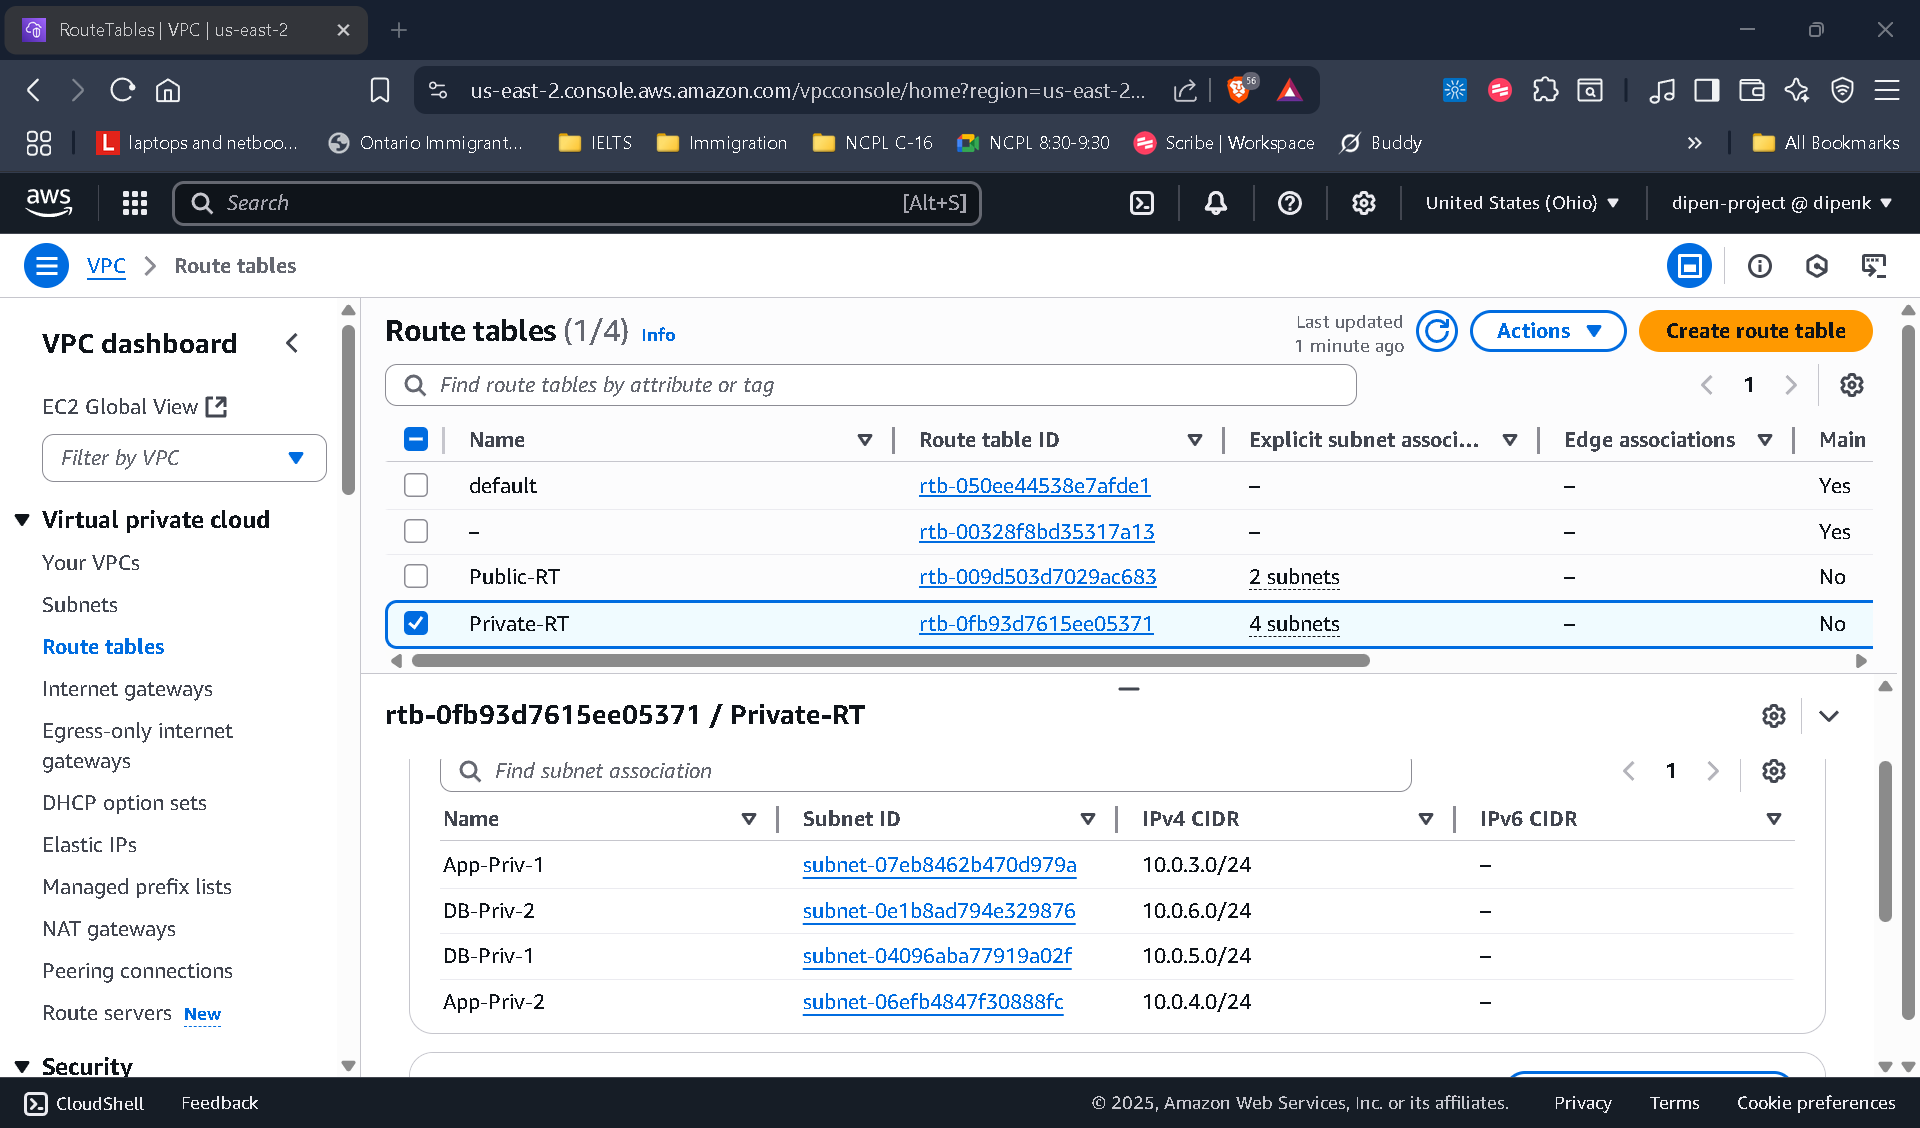 RouteTables | VPC | us-east-2
us-east-2.console.aws.amazon.com/vpcconsole/home?region=us-east-2...
56
laptops and netboo...
Ontario Immigrant...
IELTS
Immigration
NCPL C-16
NCPL 8:30-9:30
Scribe | Workspace
Buddy
All Bookmarks
aws
Search
[Alt+S]
United States (Ohio)
dipen-project @ dipenk
VPC
Route tables
VPC dashboard
EC2 Global View
Filter by VPC
Virtual private cloud
Your VPCs
Subnets
Route tables
Internet gateways
Egress-only internet
gateways
DHCP option sets
Elastic IPs
Managed prefix lists
NAT gateways
Peering connections
Route servers New
Security
Route tables (1/4) Info
Last updated
1 minute ago
Actions
Create route table
Find route tables by attribute or tag
1
Name Route table ID Explicit subnet associ... Edge associations Main
default rtb-050ee44538e7afde1 – – Yes
– rtb-00328f8bd35317a13 – – Yes
Public-RT rtb-009d503d7029ac683 2 subnets – No
Private-RT rtb-0fb93d7615ee05371 4 subnets – No
rtb-0fb93d7615ee05371 / Private-RT
Find subnet association
1
Name Subnet ID IPv4 CIDR IPv6 CIDR
App-Priv-1 subnet-07eb8462b470d979a 10.0.3.0/24 –
DB-Priv-2 subnet-0e1b8ad794e329876 10.0.6.0/24 –
DB-Priv-1 subnet-04096aba77919a02f 10.0.5.0/24 –
App-Priv-2 subnet-06efb4847f30888fc 10.0.4.0/24 –
CloudShell
Feedback
© 2025, Amazon Web Services, Inc. or its affiliates.
Privacy
Terms
Cookie preferences